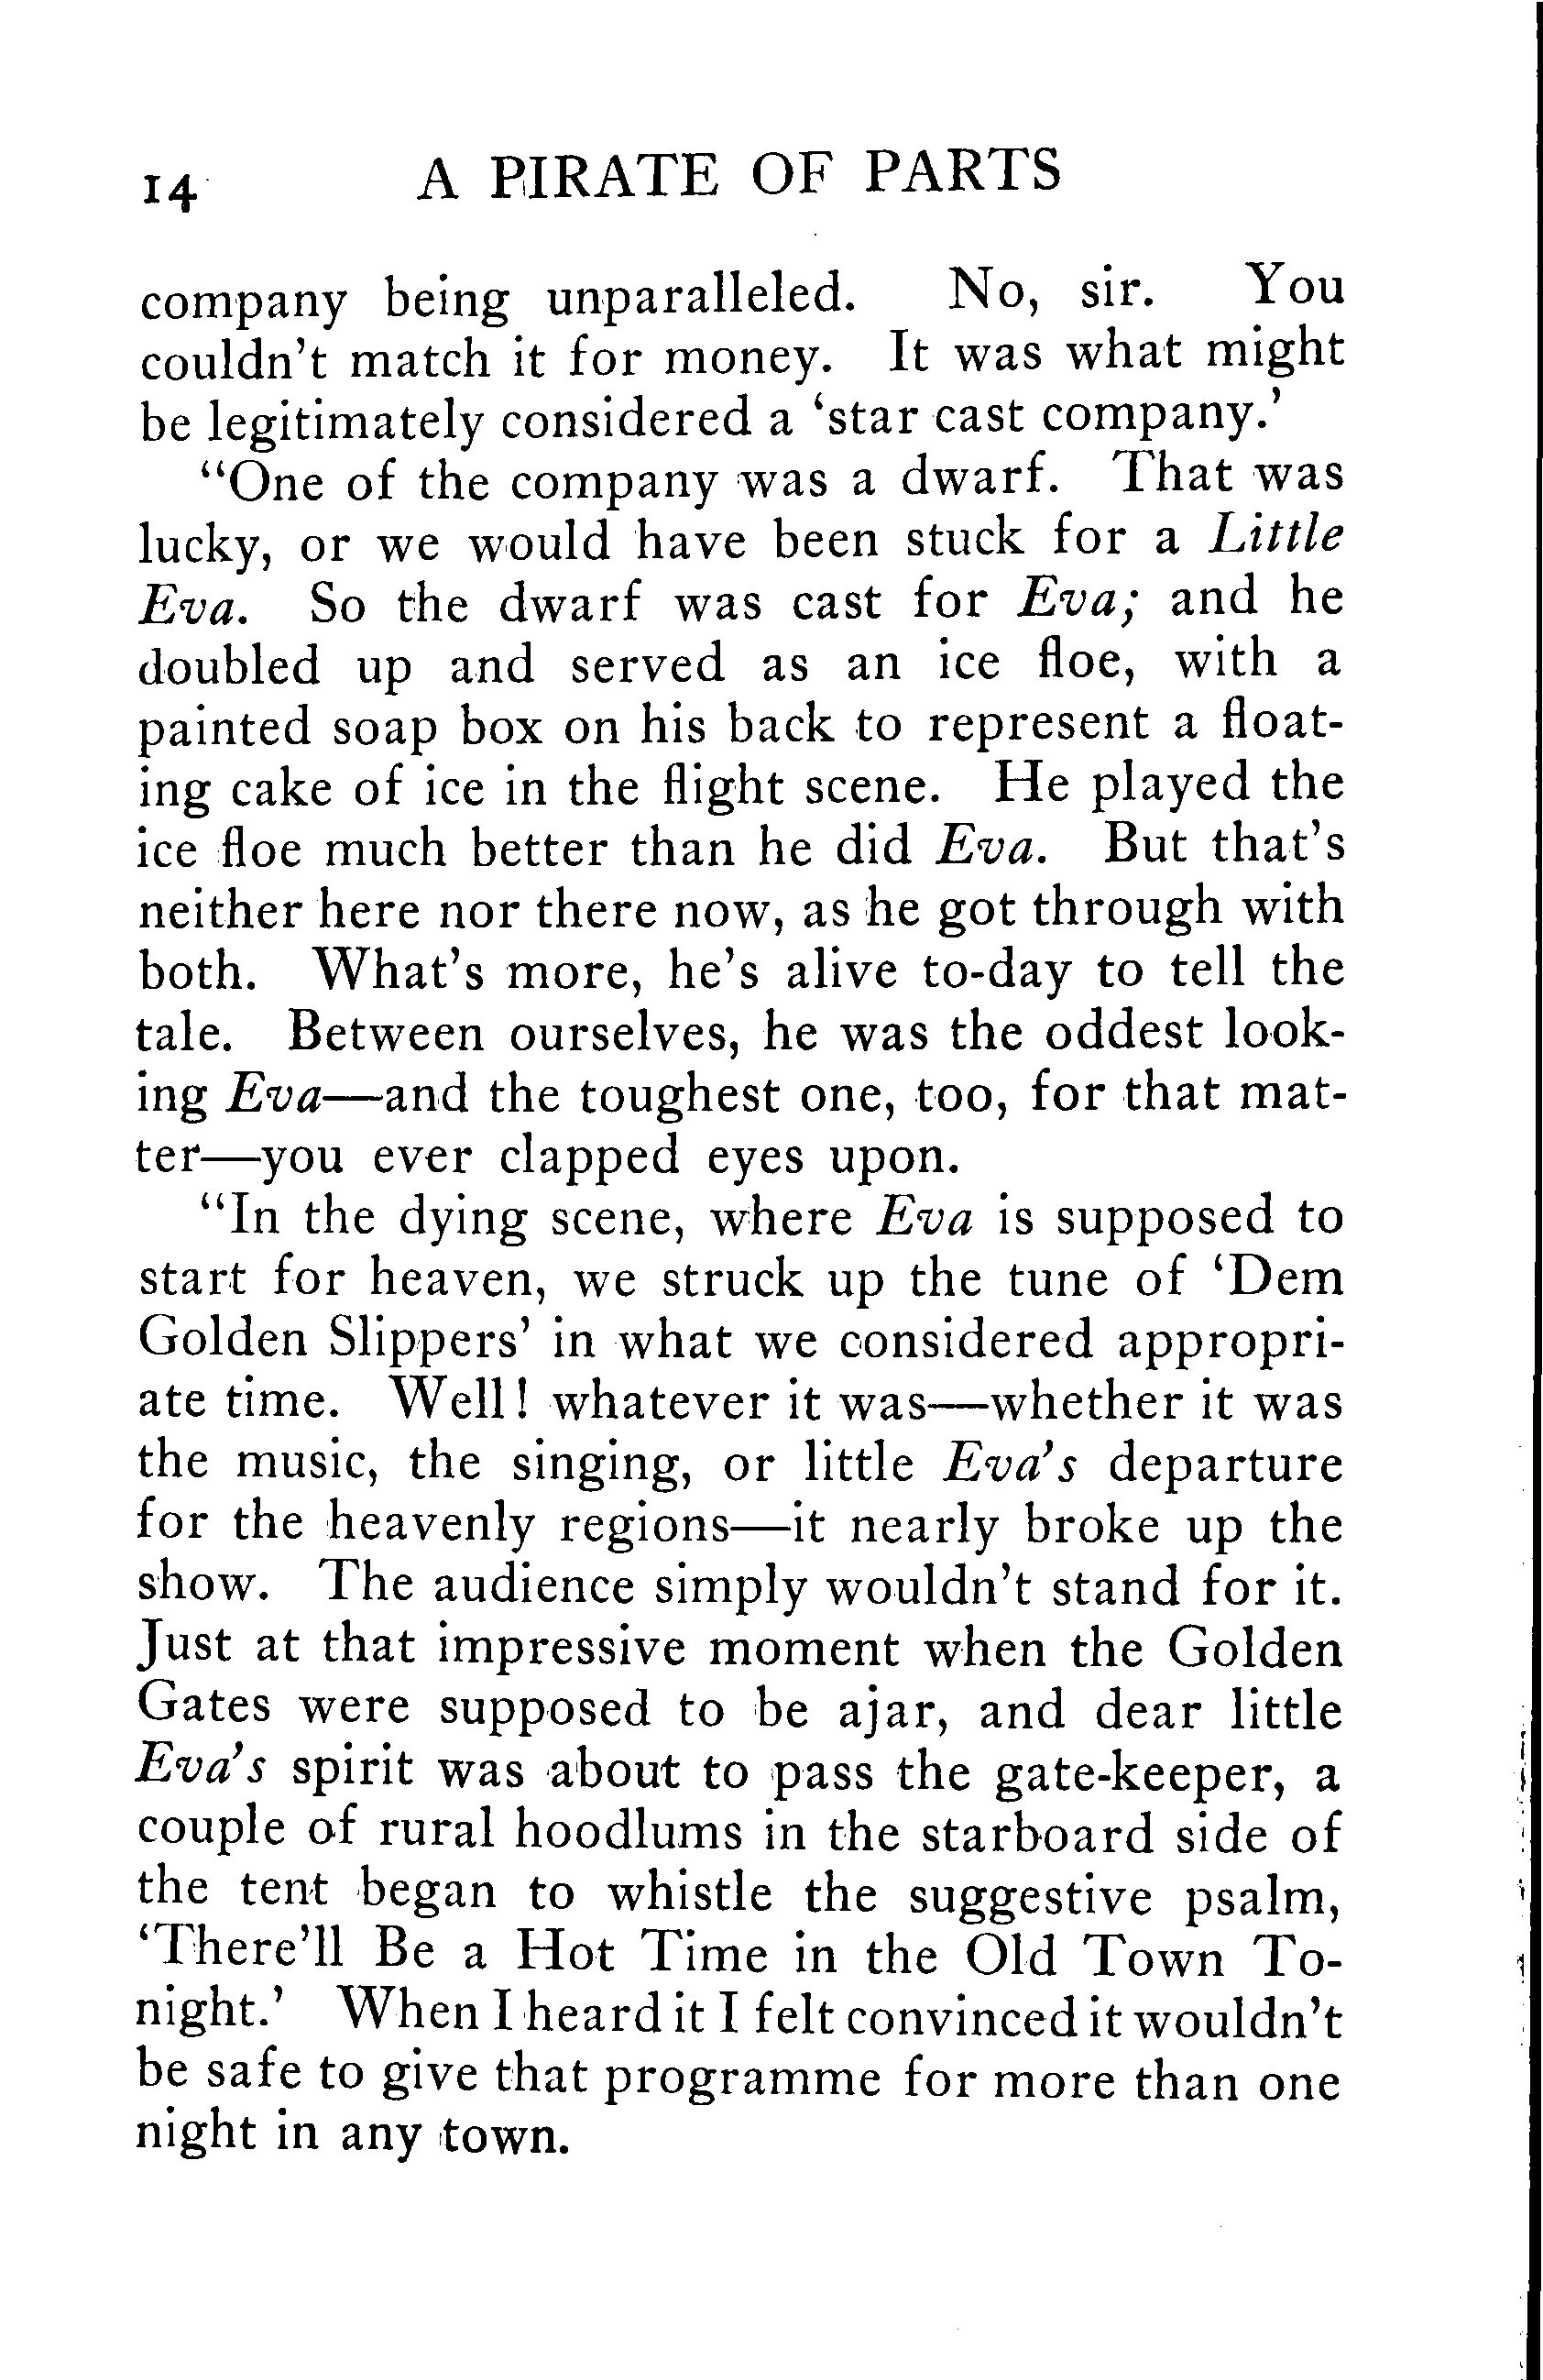 14 A PIRATE OF PARTS
company being unparalleled. No, sir. You
couldn't match it for money. It was what might
be legitimately considered a 'star cast company.'
"One of the company was a dwarf. That was
lucky, or we would have been stuck for a Little
Eva. So the dwarf was cast for Eva; and he
doubled up and served as an ice floe, with a
painted soap box on his back to represent a float-
ing cake of ice in the flight scene. He played the
ice floe much better than he did Eva. But that's
neither here nor there now, as he got through with
both. What's more, he's alive to-day to tell the
tale. Between ourselves, he was the oddest look-
ing Eva—and the toughest one, too, for that mat-
ter—you ever clapped eyes upon.
"In the dying scene, where Eva is supposed to
start for heaven, we struck up the tune of 'Dem
Golden Slippers' in what we considered appropri-
ate time. Well! whatever it was—whether it was
the music, the singing, or little Eva's departure
for the heavenly regions—it nearly broke up the
show. The audience simply wouldn't stand for it.
Just at that impressive moment when the Golden
Gates were supposed to be ajar, and dear little
Eva's spirit was about to pass the gate-keeper, a
couple of rural hoodlums in the starboard side of
the tent began to whistle the suggestive psalm,
'There'll Be a Hot Time in the Old Town To-
night.' When I heard it I felt convinced it wouldn't
be safe to give that programme for more than one
night in any town.